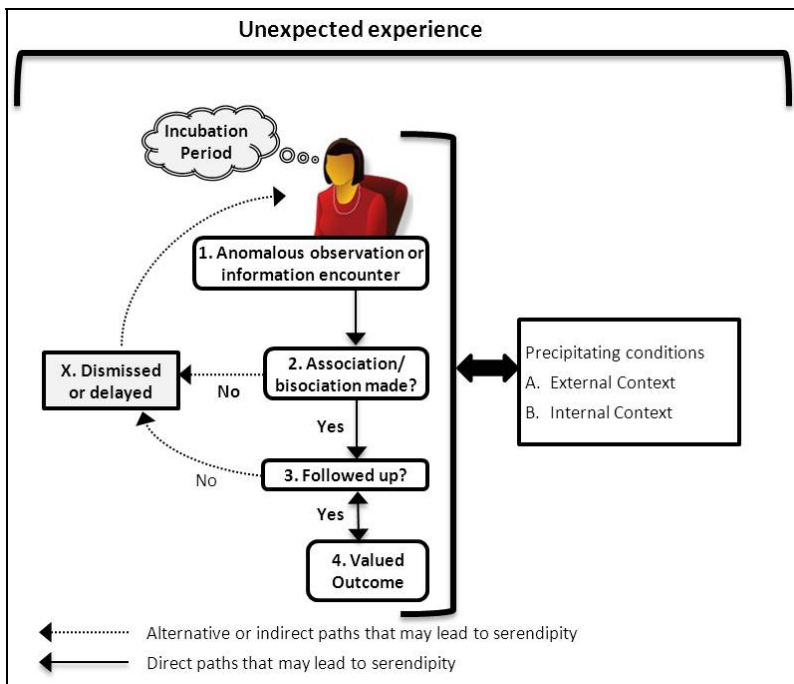 Unexpected experience
Incubation
Period
1. Anomalous observation or
information encounter
X. Dismissed
or delayed
No
2. Association/
bisociation made?
Yes
No
3. Followed up?
Yes
4. Valued
Outcome
Precipitating conditions
A. External Context
B. Internal Context
Alternative or indirect paths that may lead to serendipity
Direct paths that may lead to serendipity